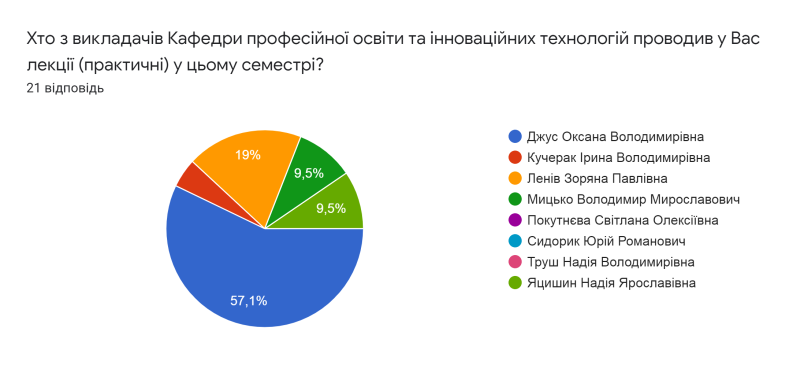 Хто з викладачів Кафедри професійної освіти та інноваційних технологій проводив у Вас
лекції (практичні) у цьому семестрі?
21 відповідь
19%
9,5%
9,5%
57,1%
Джус Оксана Володимирівна
Кучерак Ірина Володимирівна
Ленів Зоряна Павлівна
Мицько Володимир Мирославович
Покутнєва Світлана Олексіївна
Сидорик Юрій Романович
Труш Надія Володимирівна
Яцишин Надія Ярославівна